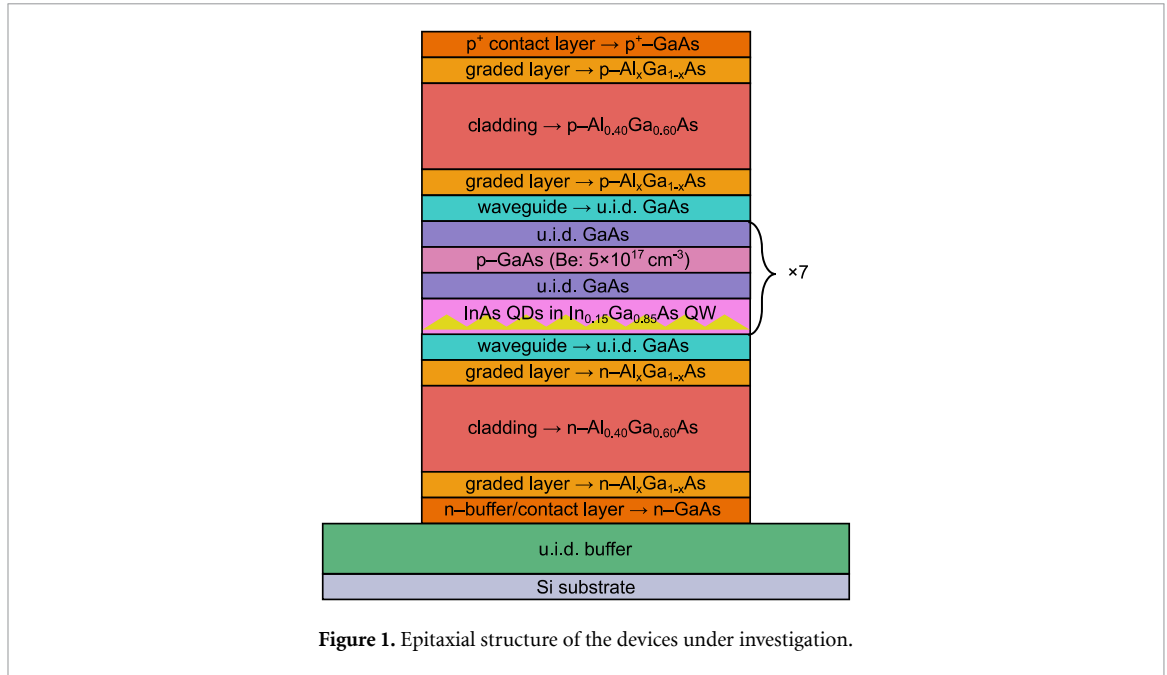 p⁺ contact layer → p⁺–GaAs
graded layer → p–AlₓGa₁₋ₓAs
cladding → p–Al₀.₄₀Ga₀.₆₀As
graded layer → p–AlₓGa₁₋ₓAs
waveguide → u.i.d. GaAs
u.i.d. GaAs
p–GaAs (Be: 5×10¹⁷ cm⁻³)
×7
u.i.d. GaAs
InAs QDs in In₀.₁₅Ga₀.₈₅As QW
waveguide → u.i.d. GaAs
graded layer → n–AlₓGa₁₋ₓAs
cladding → n–Al₀.₄₀Ga₀.₆₀As
graded layer → n–AlₓGa₁₋ₓAs
n–buffer/contact layer → n–GaAs
u.i.d. buffer
Si substrate
Figure 1. Epitaxial structure of the devices under investigation.